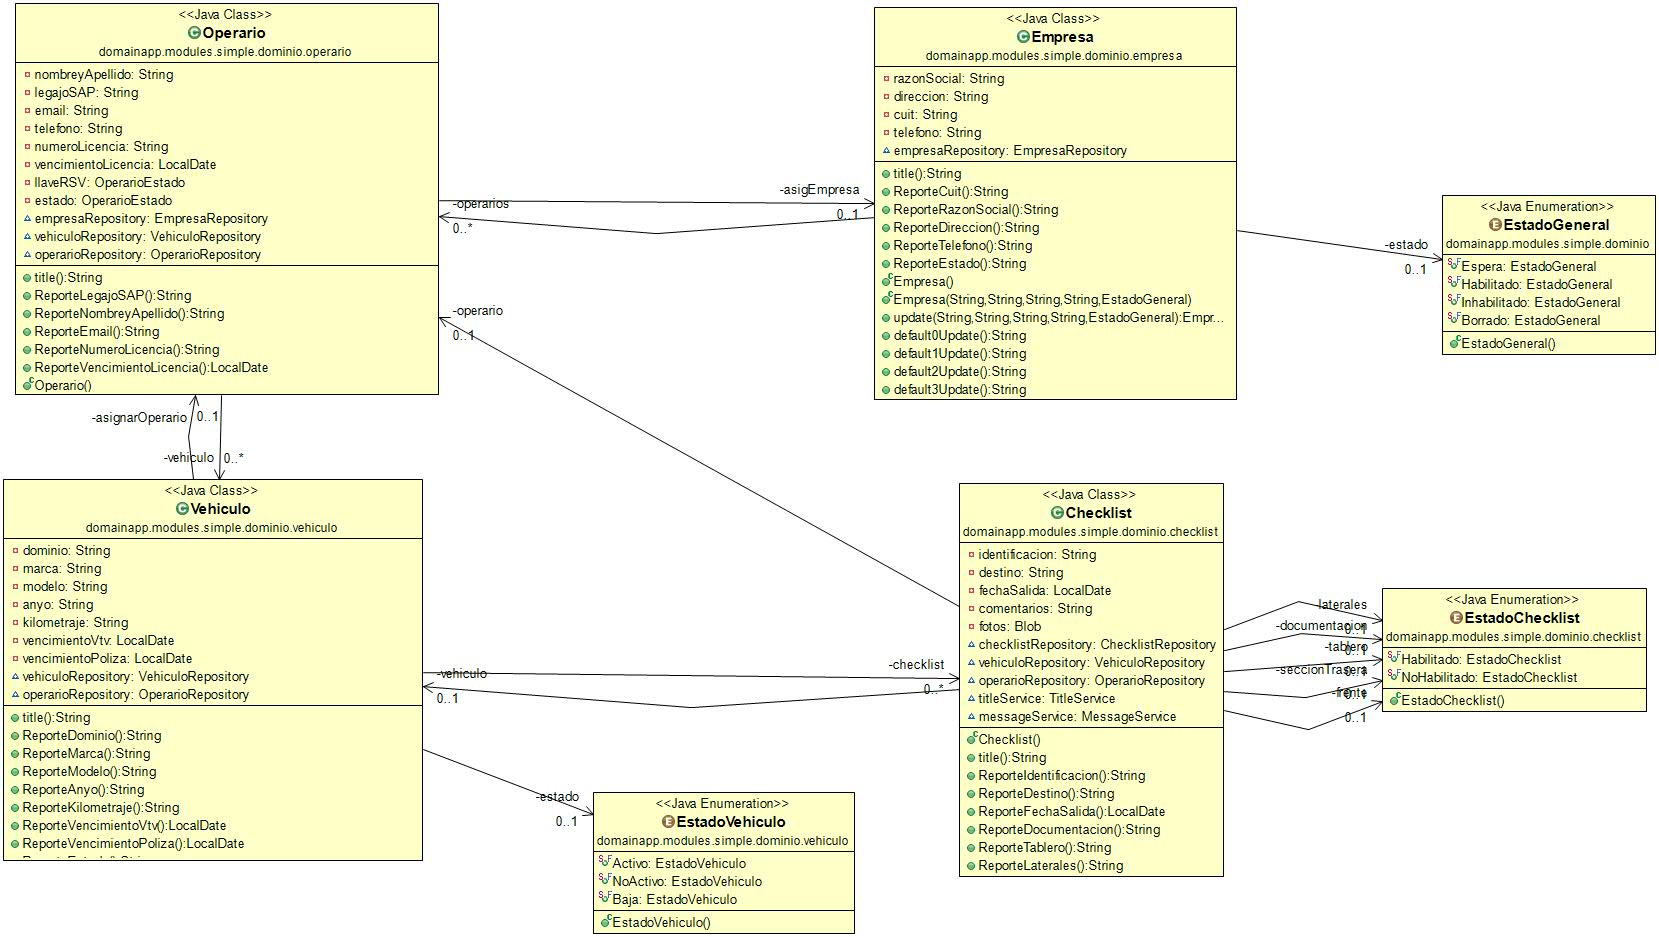 <<Java Class>>
Operario
domainapp.modules.simple.dominio.operario
nombreyApellido: String
legajoSAP: String
email: String
telefono: String
numeroLicencia: String
vencimientoLicencia: LocalDate
llaveRSV: OperarioEstado
estado: OperarioEstado
empresaRepository: EmpresaRepository
vehiculoRepository: VehiculoRepository
operarioRepository: OperarioRepository
title():String
ReporteLegajoSAP():String
ReporteNombreyApellido():String
ReporteEmail():String
ReporteNumeroLicencia():String
ReporteVencimientoLicencia():LocalDate
Operario()
<<Java Class>>
Empresa
domainapp.modules.simple.dominio.empresa
razonSocial: String
direccion: String
cuit: String
telefono: String
empresaRepository: EmpresaRepository
title():String
ReporteCuit():String
ReporteRazonSocial():String
ReporteDireccion():String
ReporteTelefono():String
ReporteEstado():String
Empresa()
Empresa(String,String,String,String,EstadoGeneral)
update(String,String,String,String,EstadoGeneral):Empr...
default0Update():String
default1Update():String
default2Update():String
default3Update():String
-operarios
0..*
-asigEmpresa
0..1
-estado
0..1
<<Java Enumeration>>
EstadoGeneral
domainapp.modules.simple.dominio
Espera: EstadoGeneral
Habilitado: EstadoGeneral
Inhabilitado: EstadoGeneral
Borrado: EstadoGeneral
EstadoGeneral()
-operario
0..1
-asignarOperario
0..1
-vehiculo
0..*
<<Java Class>>
Vehiculo
domainapp.modules.simple.dominio.vehiculo
dominio: String
marca: String
modelo: String
anyo: String
kilometraje: String
vencimientoVtv: LocalDate
vencimientoPoliza: LocalDate
vehiculoRepository: VehiculoRepository
operarioRepository: OperarioRepository
title():String
ReporteDominio():String
ReporteMarca():String
ReporteModelo():String
ReporteAnyo():String
ReporteKilometraje():String
ReporteVencimientoVtv():LocalDate
ReporteVencimientoPoliza():LocalDate
-vehiculo
0..1
-checklist
0..*
-estado
0..1
<<Java Enumeration>>
EstadoVehiculo
domainapp.modules.simple.dominio.vehiculo
Activo: EstadoVehiculo
NoActivo: EstadoVehiculo
Baja: EstadoVehiculo
EstadoVehiculo()
<<Java Class>>
Checklist
domainapp.modules.simple.dominio.checklist
identificacion: String
destino: String
fechaSalida: LocalDate
comentarios: String
fotos: Blob
checklistRepository: ChecklistRepository
vehiculoRepository: VehiculoRepository
operarioRepository: OperarioRepository
titleService: TitleService
messageService: MessageService
Checklist()
title():String
ReporteIdentificacion():String
ReporteDestino():String
ReporteFechaSalida():LocalDate
ReporteDocumentacion():String
ReporteTablero():String
ReporteLaterales():String
-laterales
0..1
-documentacion
0..1
-tablero
0..1
-seccionTrasera
0..1
-frente
0..1
<<Java Enumeration>>
EstadoChecklist
domainapp.modules.simple.dominio.checklist
Habilitado: EstadoChecklist
NoHabilitado: EstadoChecklist
EstadoChecklist()